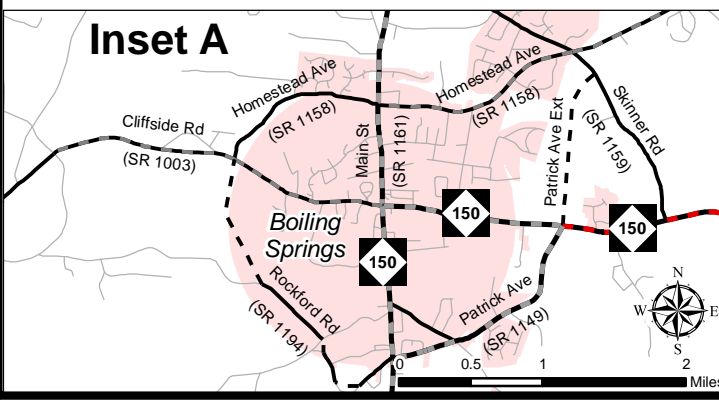 Inset A
Homestead Ave
(SR 1158)
Homestead Ave
(SR 1158)
Cliffside Rd
(SR 1003)
Main St
(SR 1161)
Patrick Ave Ext
Skinner Rd
(SR 1159)
150
150
150
Boiling
Springs
Rockford Rd
(SR 1194)
Patrick Ave
(SR 1149)
N
W E
S
0 0.5 1 2
Miles